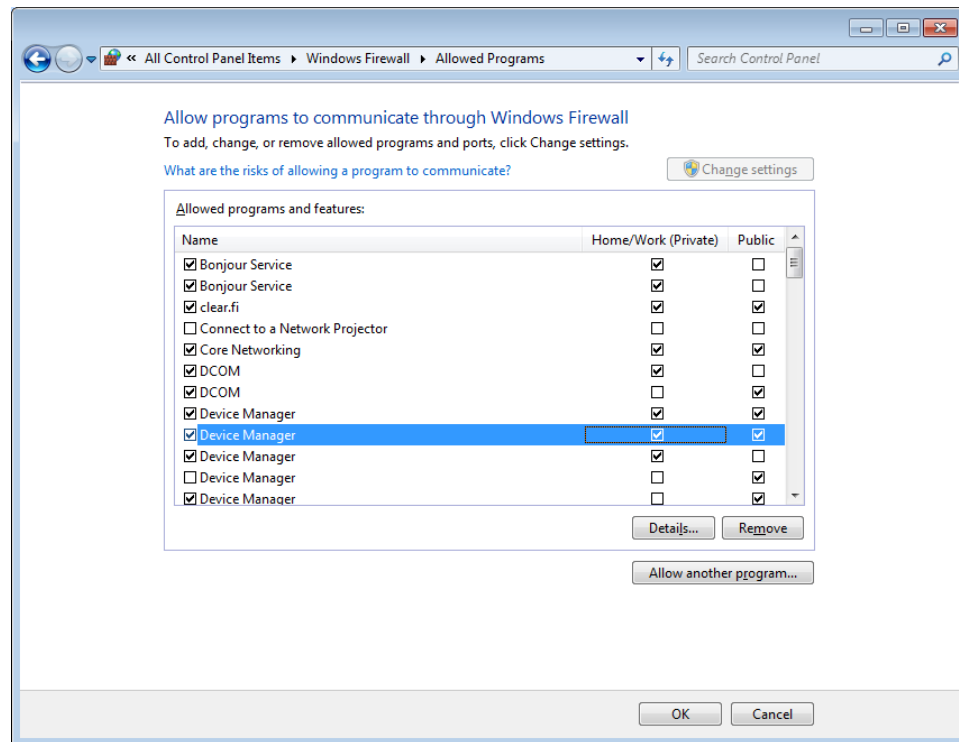 « All Control Panel Items ▸ Windows Firewall ▸ Allowed Programs Search Control Panel
Allow programs to communicate through Windows Firewall
To add, change, or remove allowed programs and ports, click Change settings.
What are the risks of allowing a program to communicate? Change settings
Allowed programs and features:
Name Home/Work (Private) Public
Bonjour Service
Bonjour Service
clear.fi
Connect to a Network Projector
Core Networking
DCOM
DCOM
Device Manager
Device Manager
Device Manager
Device Manager
Device Manager
Details... Remove
Allow another program...
OK Cancel